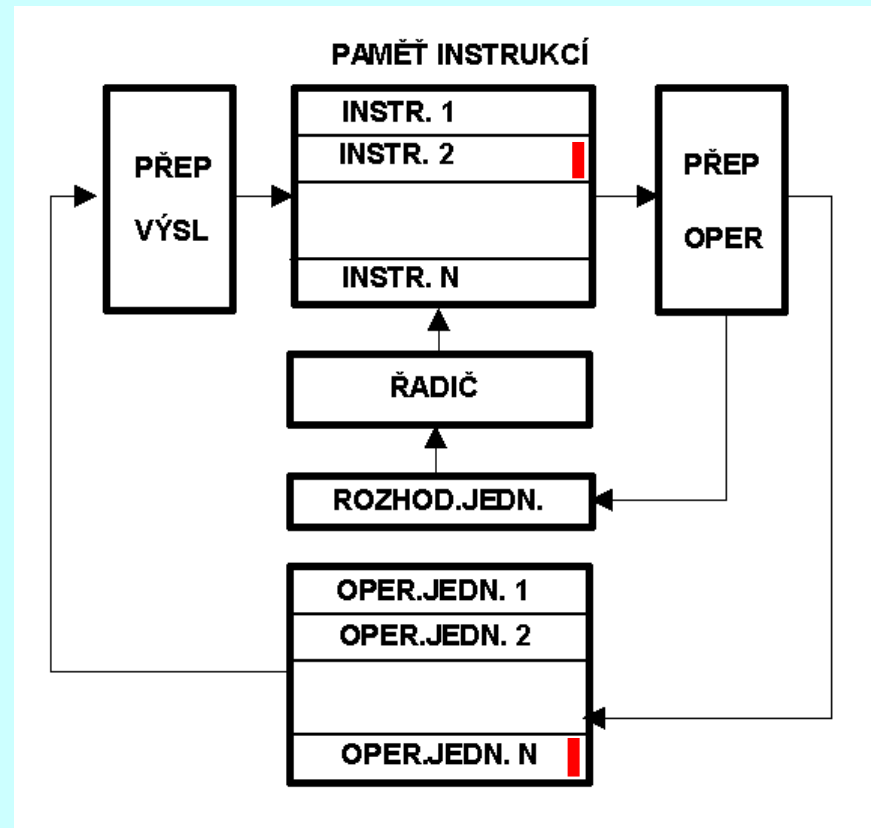 PAMĚŤ INSTRUKCÍ
PŘEP
VÝSL
INSTR. 1
INSTR. 2
INSTR. N
PŘEP
OPER
ŘADIČ
ROZHOD.JEDN.
OPER.JEDN. 1
OPER.JEDN. 2
OPER.JEDN. N